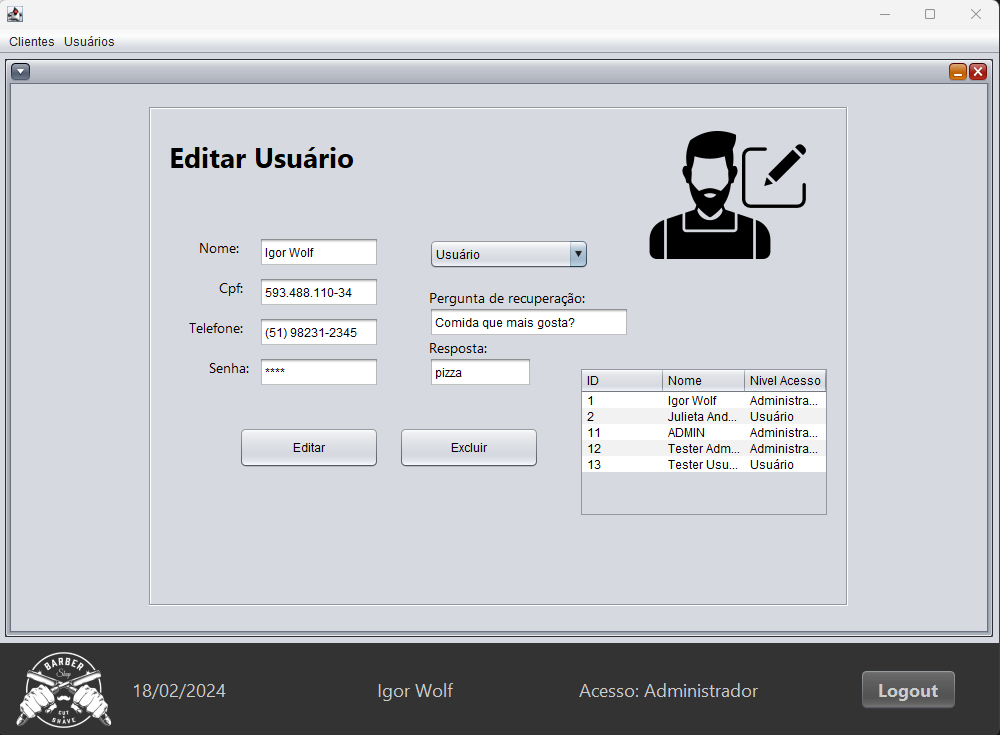 Clientes Usuários
Editar Usuário
Nome: Igor Wolf
Usuário
Cpf: 593.488.110-34
Pergunta de recuperação:
Telefone: (51) 98231-2345
Comida que mais gosta?
Resposta:
Senha: ****
pizza
Editar Excluir
ID Nome Nivel Acesso
1 Igor Wolf Administra...
2 Julieta And... Usuário
11 ADMIN Administra...
12 Tester Adm... Administra...
13 Tester Usu... Usuário
BARBER
Shop
CUT
&
SHAVE
18/02/2024 Igor Wolf Acesso: Administrador Logout